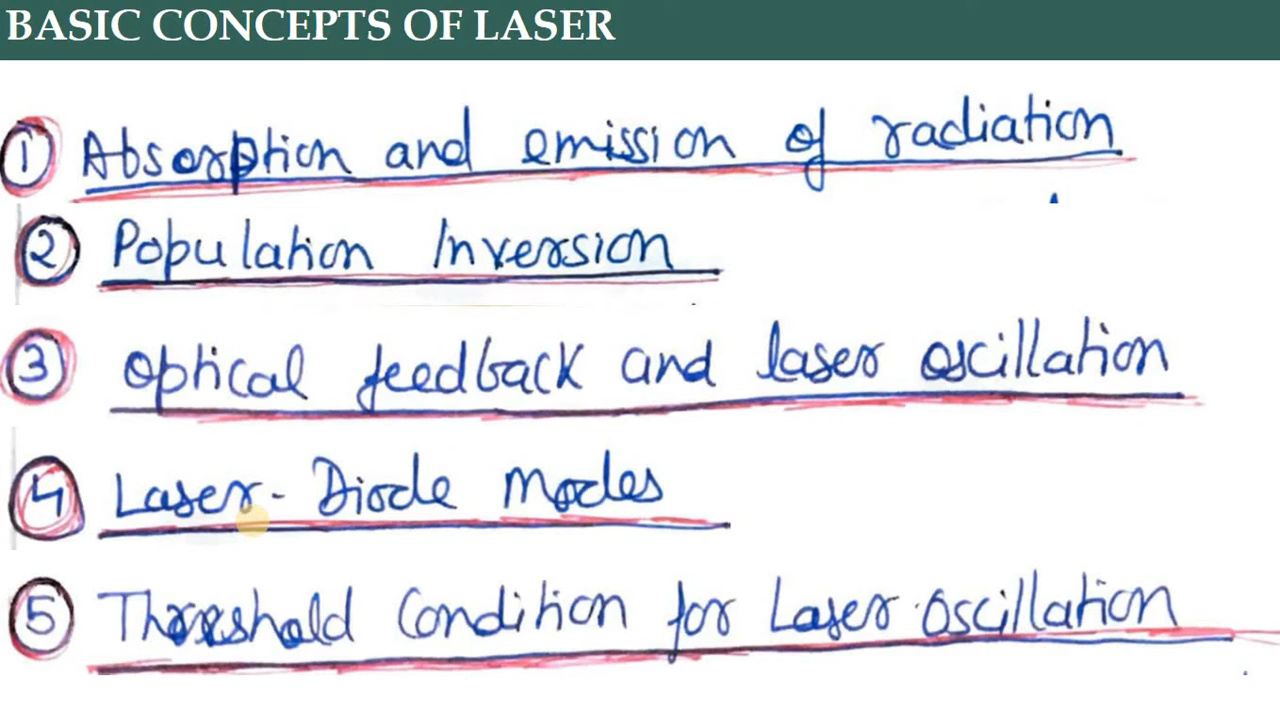 BASIC CONCEPTS OF LASER
① Absorption and emission of radiation
② Population Inversion
③ optical feedback and laser oscillation
④ Laser-Diode Modes
⑤ Threshold Condition for Laser Oscillation